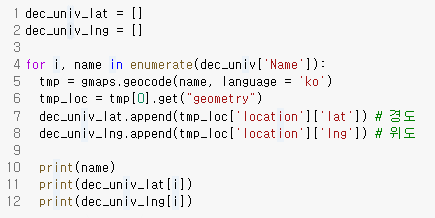 1 dec_univ_lat = []
2 dec_univ_lng = []
3
4 for i, name in enumerate(dec_univ['Name']):
5   tmp = gmaps.geocode(name, language = 'ko')
6   tmp_loc = tmp[0].get("geometry")
7   dec_univ_lat.append(tmp_loc['location']['lat']) # 경도
8   dec_univ_lng.append(tmp_loc['location']['lng']) # 위도
9
10   print(name)
11   print(dec_univ_lat[i])
12   print(dec_univ_lng[i])